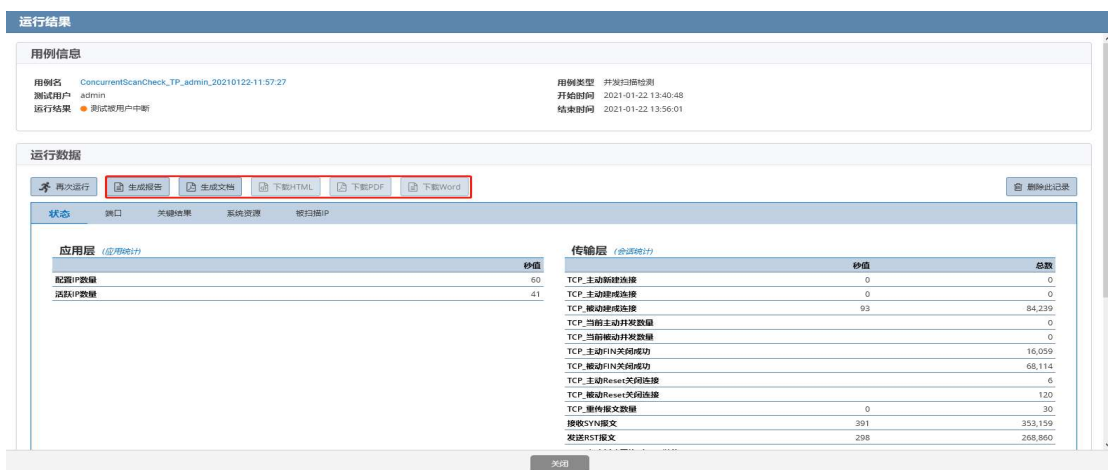 运行结果
用例信息
用例名 ConcurrentScanCheck_TP_admin_20210122-11:57:27 用例类型 并发扫描检测
测试用户 admin 开始时间 2021-01-22 13:40:48
运行结果 测试被用户中断 结束时间 2021-01-22 13:56:01
运行数据
再次运行 生成报告 生成文档 下载HTML 下载PDF 下载Word 删除此记录
状态 端口 关键结果 系统资源 被扫描IP
应用层 (应用统计) 传输层 (会话统计)
秒值 秒值 总数
配置IP数量 60 TCP_主动新建连接 0 0
活跃IP数量 41 TCP_主动建成连接 0 0
TCP_被动建成连接 93 84,239
TCP_当前主动并发数量 0
TCP_当前被动并发数量 0
TCP_主动FIN关闭成功 16,059
TCP_被动FIN关闭成功 68,114
TCP_主动Reset关闭连接 6
TCP_被动Reset关闭连接 120
TCP_重传报文数量 0 30
接收SYN报文 391 353,159
发送RST报文 298 268,860
关闭